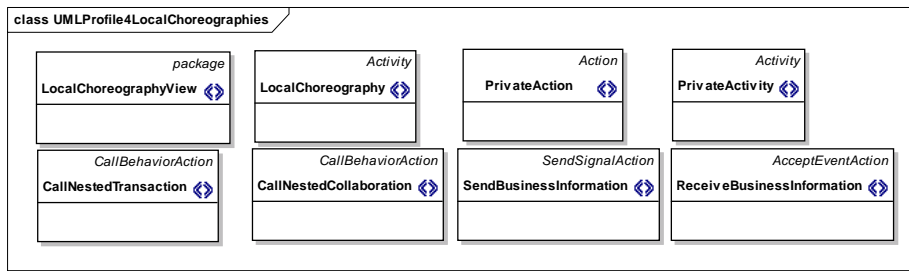 class UMLProfile4LocalChoreographies
package
LocalChoreographyView
Activity
LocalChoreography
Action
PrivateAction
Activity
PrivateActivity
CallBehaviorAction
CallNestedTransaction
CallBehaviorAction
CallNestedCollaboration
SendSignalAction
SendBusinessInformation
AcceptEventAction
ReceiveBusinessInformation